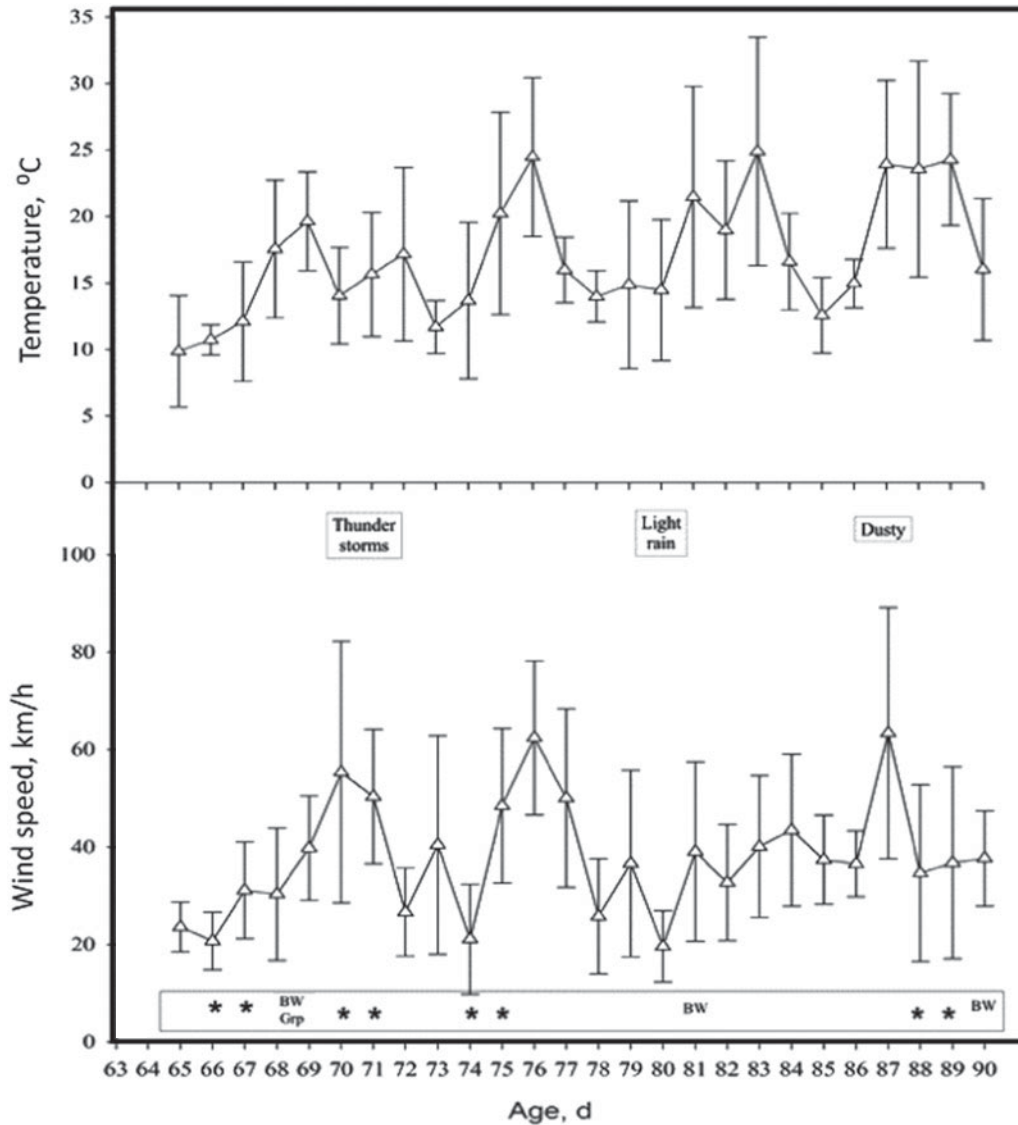 35
30
25
20
15
10
5
0
Temperature, ⁰C
Thunder
storms
Light
rain
Dusty
100
80
60
40
20
0
Wind speed, km/h
* * BW
Grp * * * * BW * * BW
63 64 65 66 67 68 69 70 71 72 73 74 75 76 77 78 79 80 81 82 83 84 85 86 87 88 89 90
Age, d